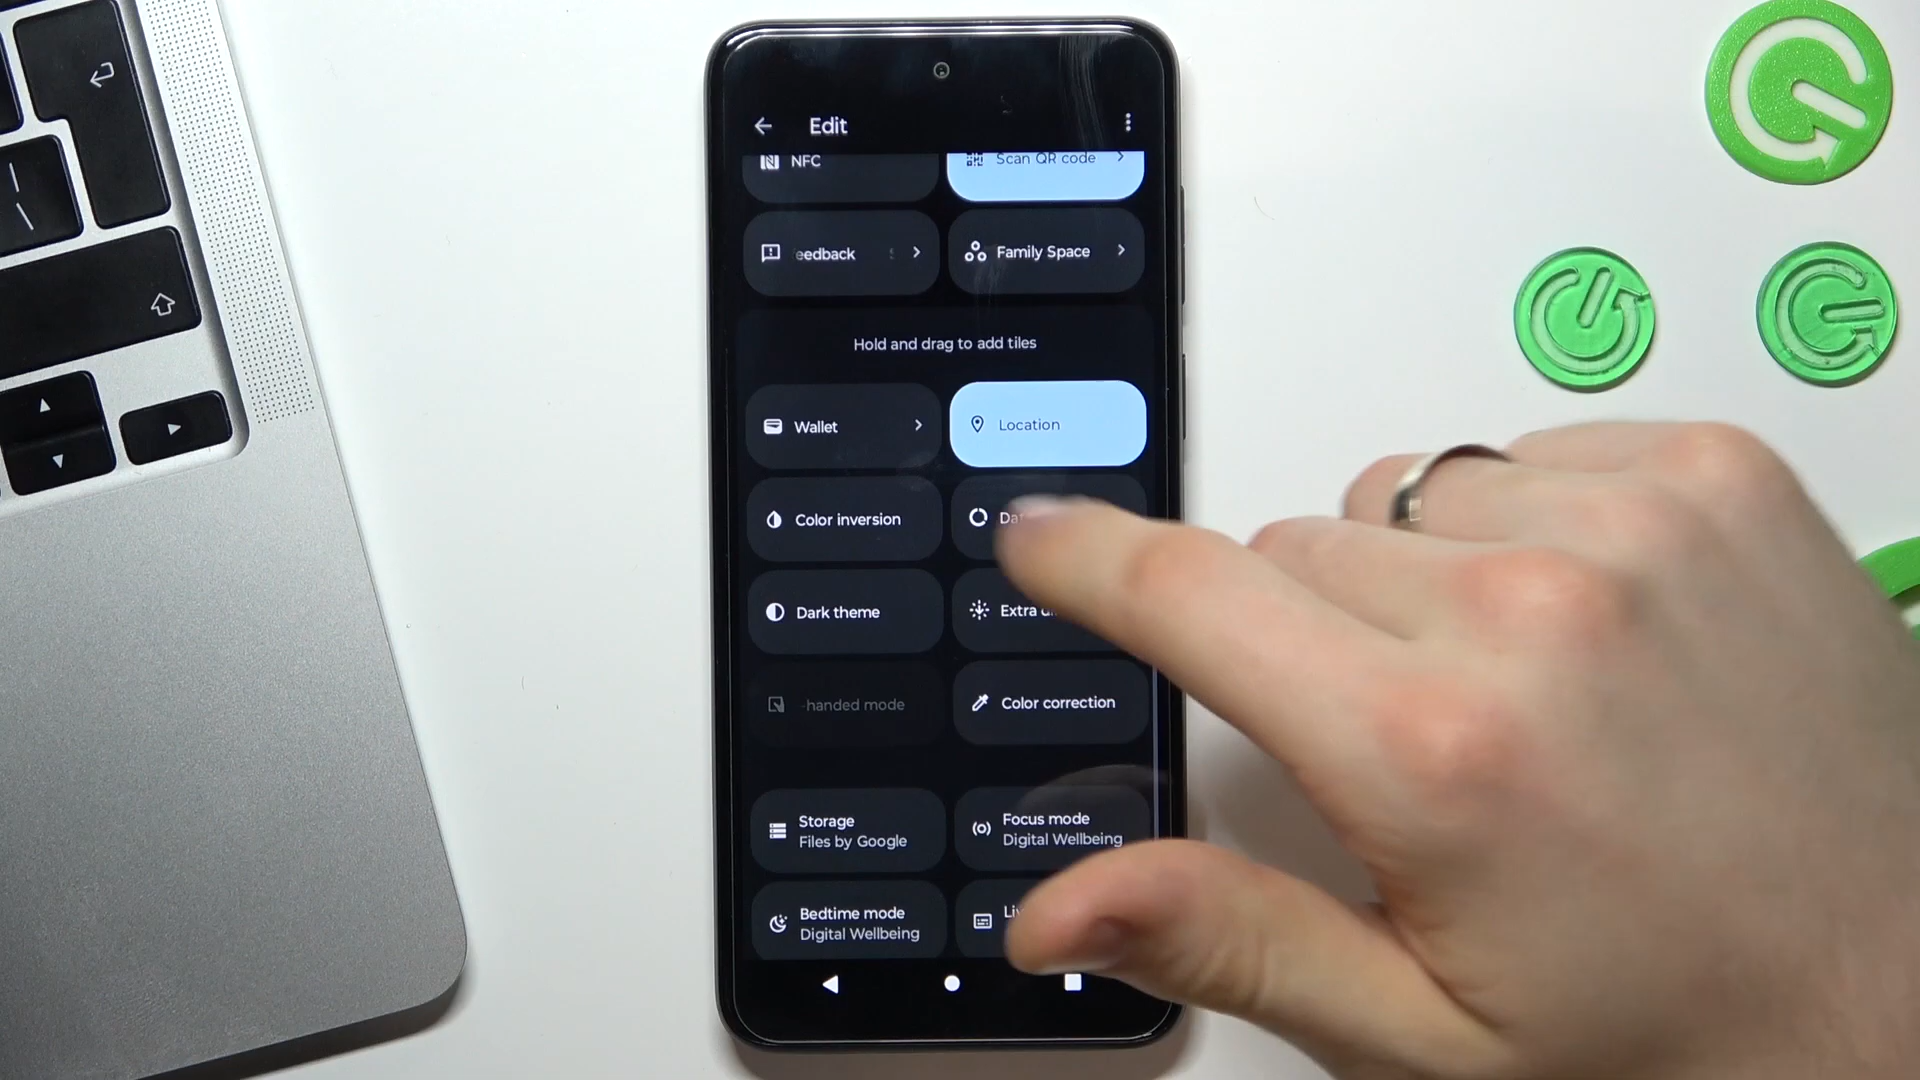 Edit
NFC
Scan QR code
eedback
Family Space
Hold and drag to add tiles
Wallet
Location
Color inversion
Dark theme
Extra
-handed mode
Color correction
Storage
Files by Google
Focus mode
Digital Wellbeing
Bedtime mode
Digital Wellbeing